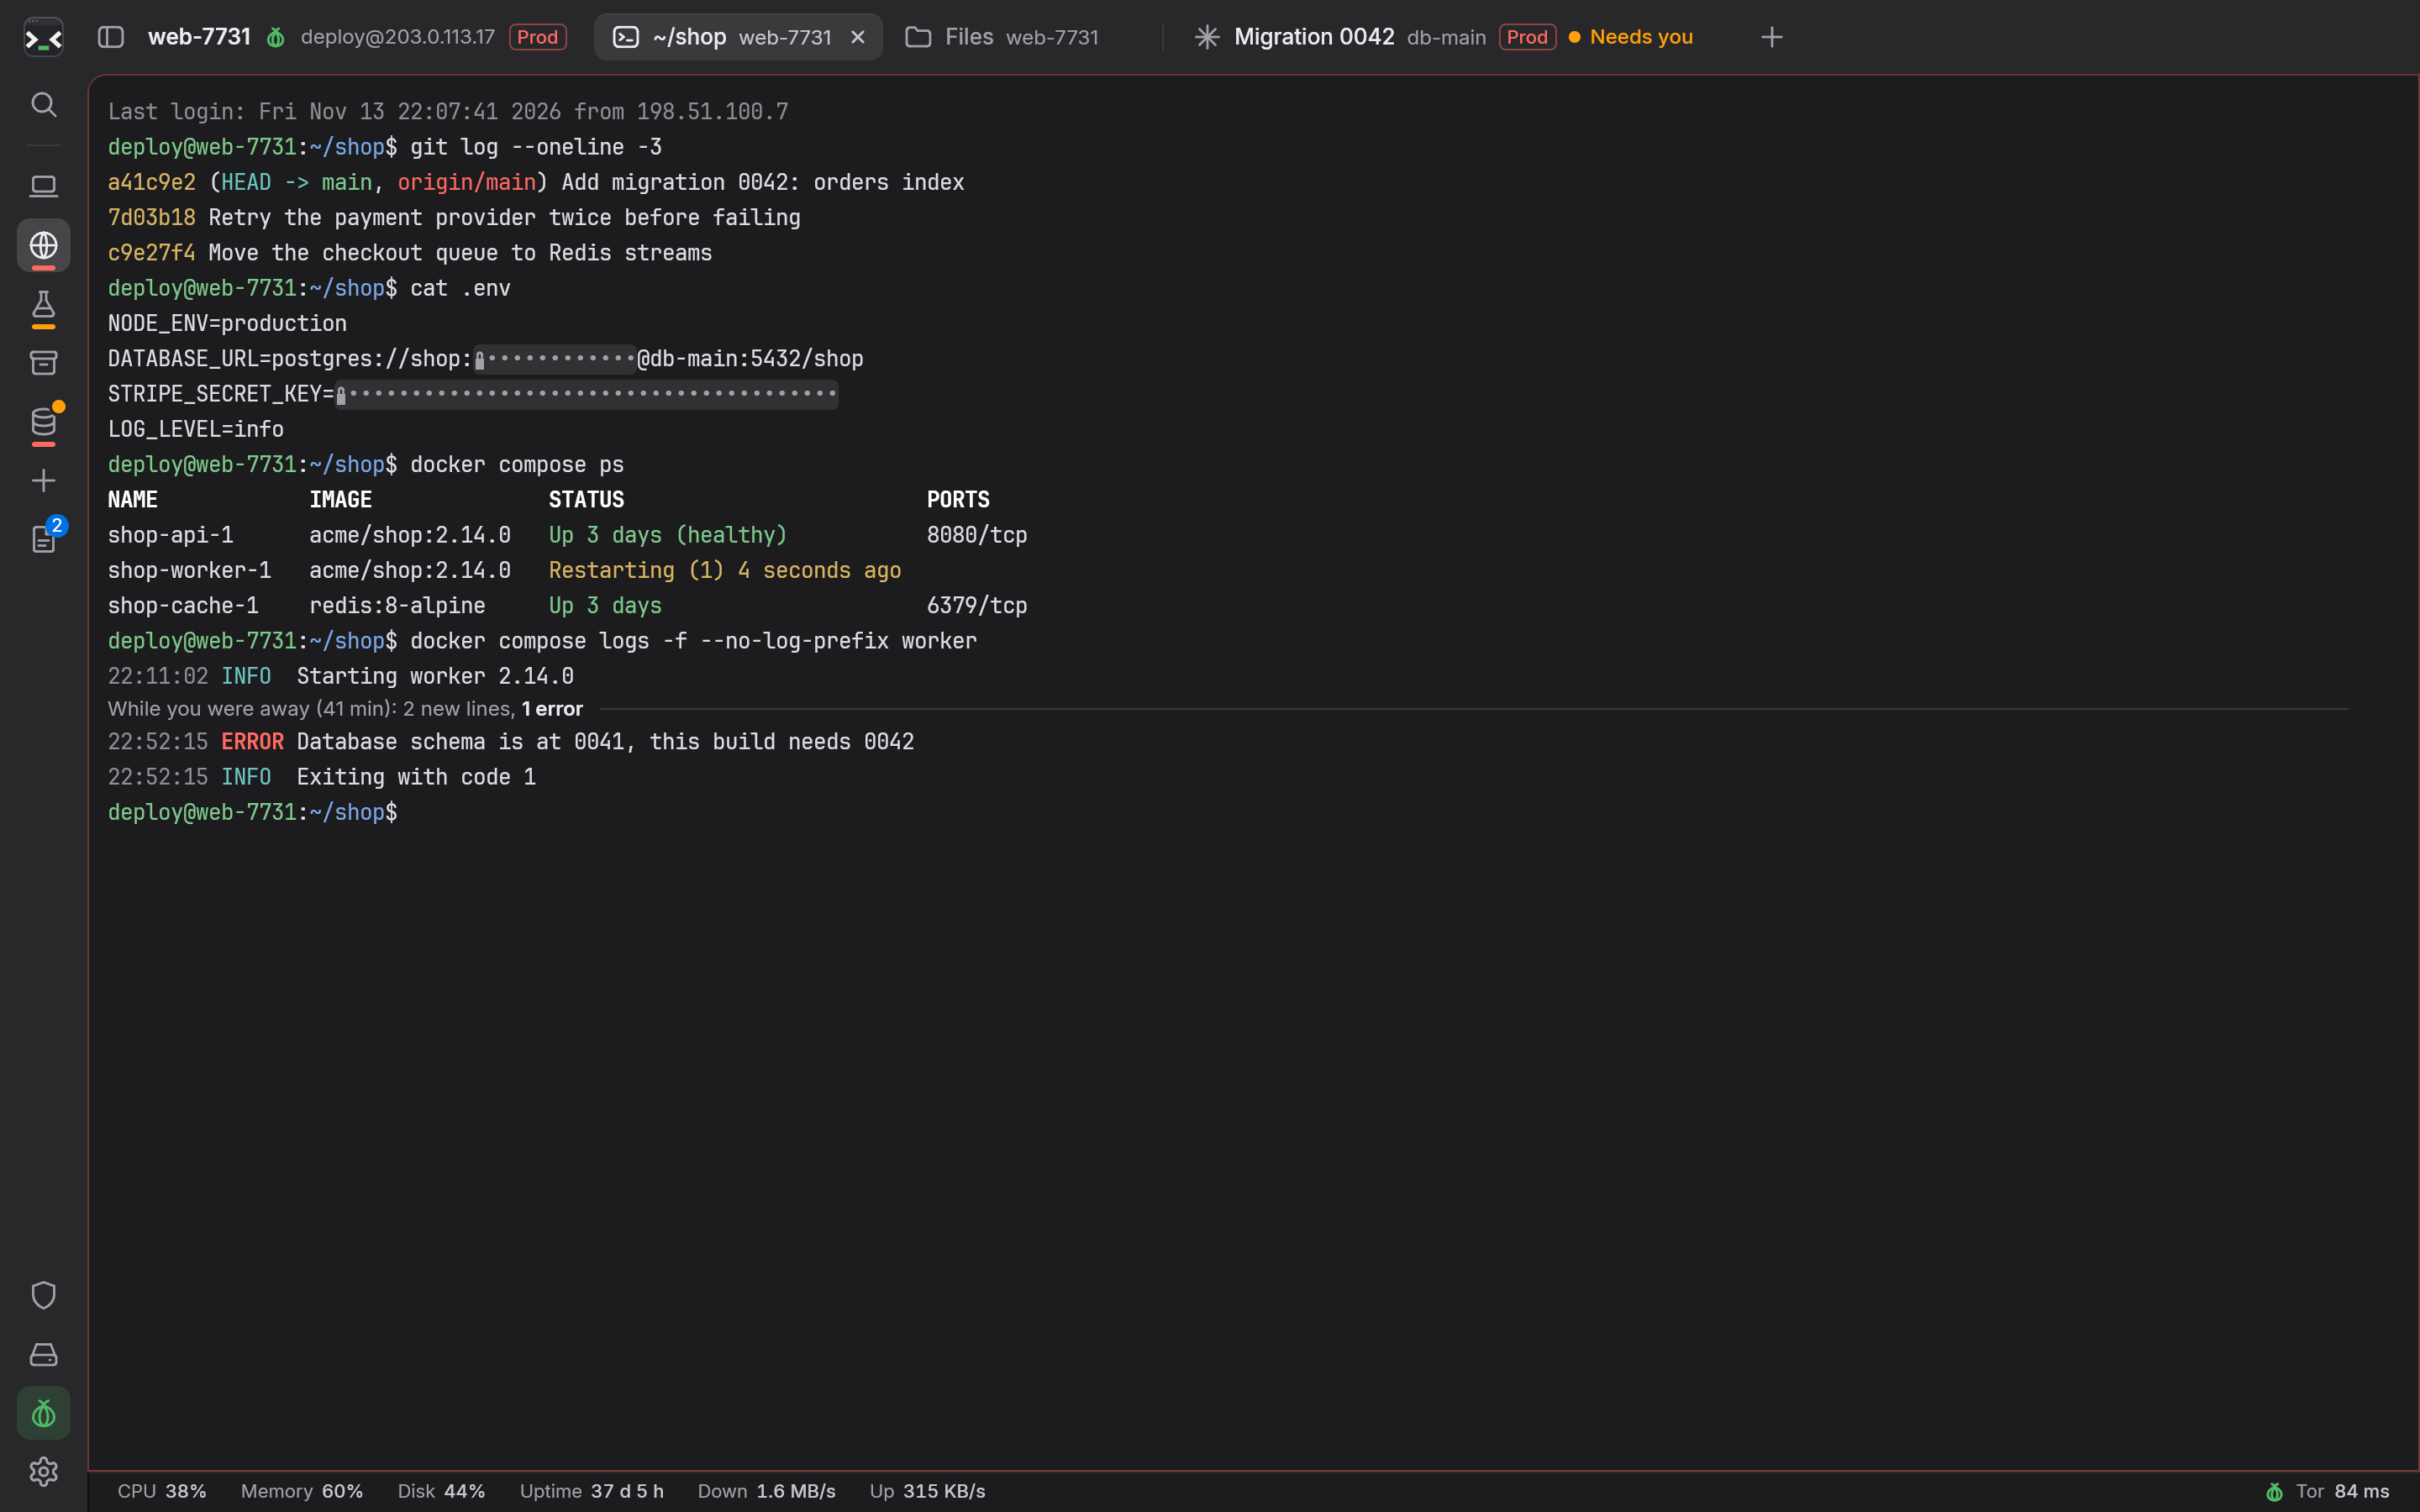 web-7731 deploy@203.0.113.17 Prod ~/shop web-7731 Files web-7731 Migration 0042 db-main Prod Needs you
Last login: Fri Nov 13 22:07:41 2026 from 198.51.100.7
deploy@web-7731:~/shop$ git log --oneline -3
a41c9e2 (HEAD -> main, origin/main) Add migration 0042: orders index
7d03b18 Retry the payment provider twice before failing
c9e27f4 Move the checkout queue to Redis streams
deploy@web-7731:~/shop$ cat .env
NODE_ENV=production
DATABASE_URL=postgres://shop:••••••••••••@db-main:5432/shop
STRIPE_SECRET_KEY=•••••••••••••••••••••••••••••••••••••••
LOG_LEVEL=info
deploy@web-7731:~/shop$ docker compose ps
NAME IMAGE STATUS PORTS
shop-api-1 acme/shop:2.14.0 Up 3 days (healthy) 8080/tcp
shop-worker-1 acme/shop:2.14.0 Restarting (1) 4 seconds ago
shop-cache-1 redis:8-alpine Up 3 days 6379/tcp
deploy@web-7731:~/shop$ docker compose logs -f --no-log-prefix worker
22:11:02 INFO Starting worker 2.14.0
While you were away (41 min): 2 new lines, 1 error
22:52:15 ERROR Database schema is at 0041, this build needs 0042
22:52:15 INFO Exiting with code 1
deploy@web-7731:~/shop$
2
CPU 38% Memory 60% Disk 44% Uptime 37 d 5 h Down 1.6 MB/s Up 315 KB/s Tor 84 ms